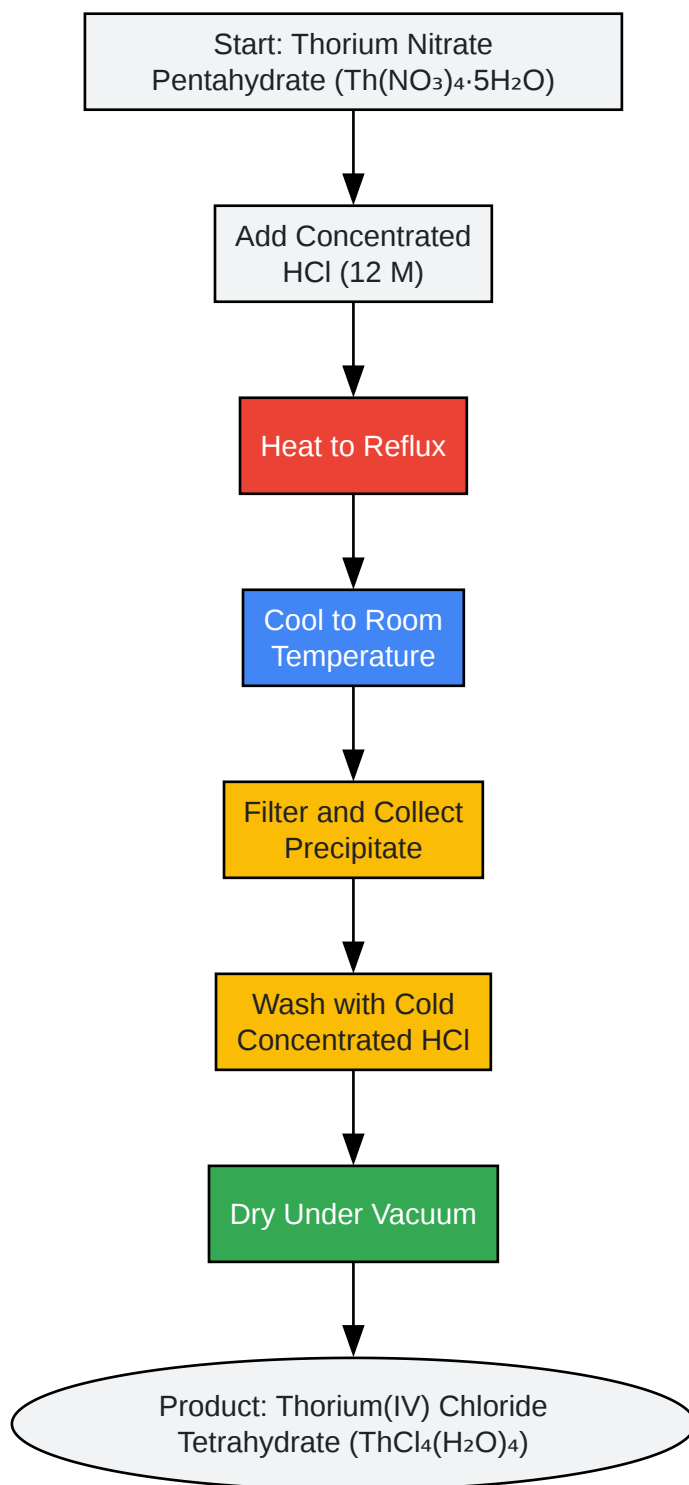 Start: Thorium Nitrate
Pentahydrate (Th(NO₃)₄·5H₂O)
Add Concentrated
HCl (12 M)
Heat to Reflux
Cool to Room
Temperature
Filter and Collect
Precipitate
Wash with Cold
Concentrated HCl
Dry Under Vacuum
Product: Thorium(IV) Chloride
Tetrahydrate (ThCl₄(H₂O)₄)